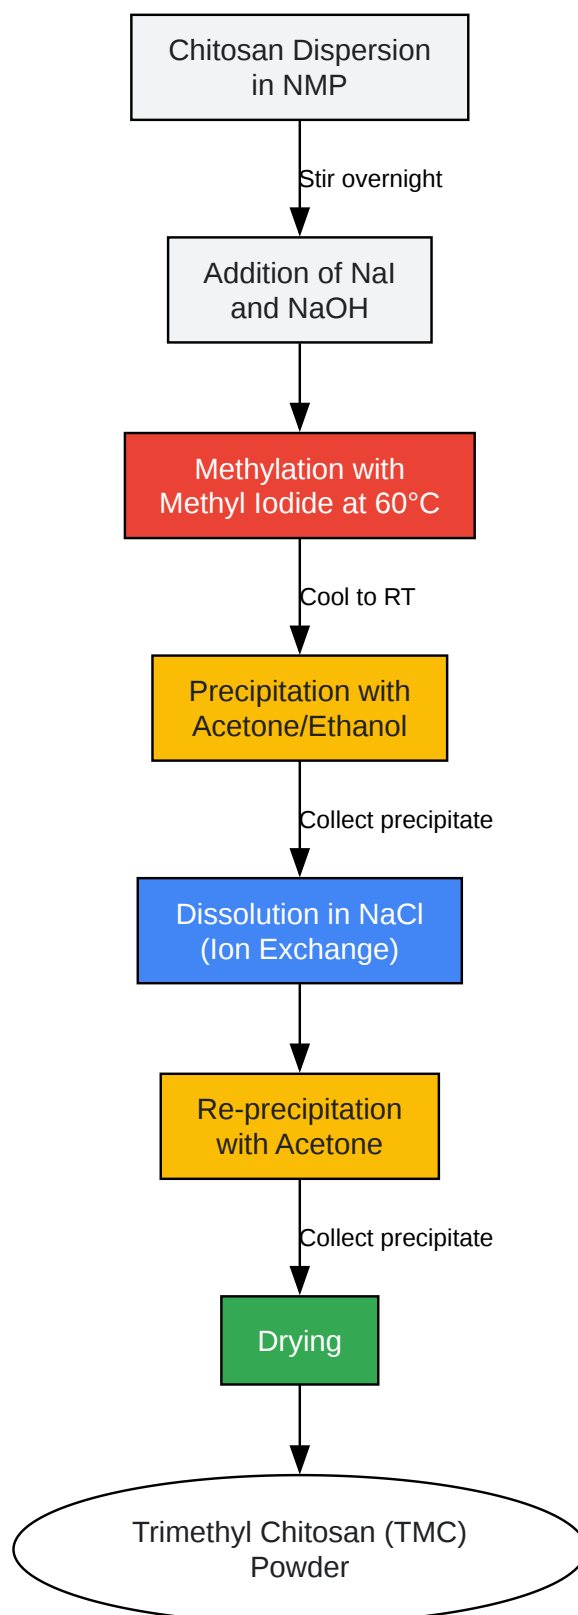 Chitosan Dispersion
in NMP
Stir overnight
Addition of NaI
and NaOH
Methylation with
Methyl Iodide at 60°C
Cool to RT
Precipitation with
Acetone/Ethanol
Collect precipitate
Dissolution in NaCl
(Ion Exchange)
Re-precipitation
with Acetone
Collect precipitate
Drying
Trimethyl Chitosan (TMC)
Powder